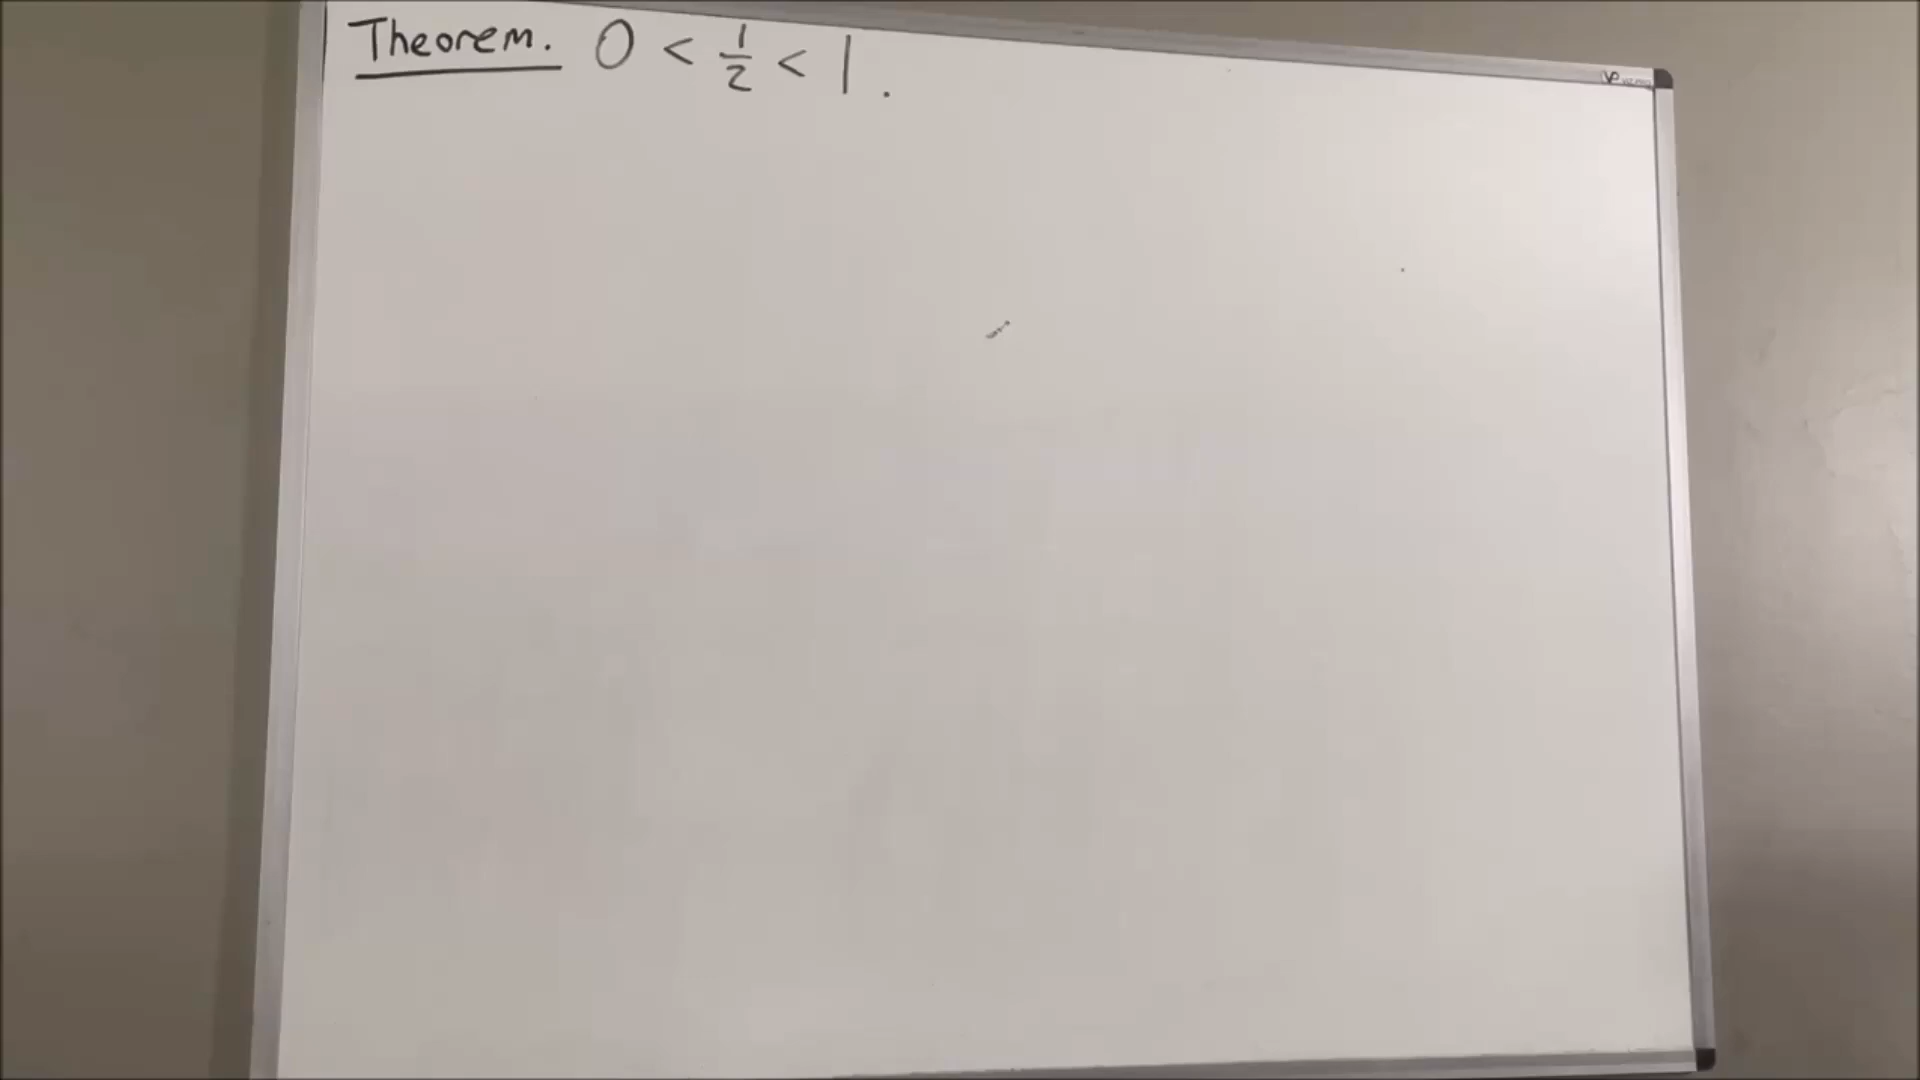 Theorem. 0 < 1/2 < 1.